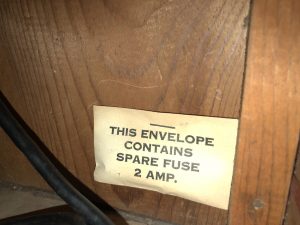 THIS ENVELOPE
CONTAINS
SPARE FUSE
2 AMP.